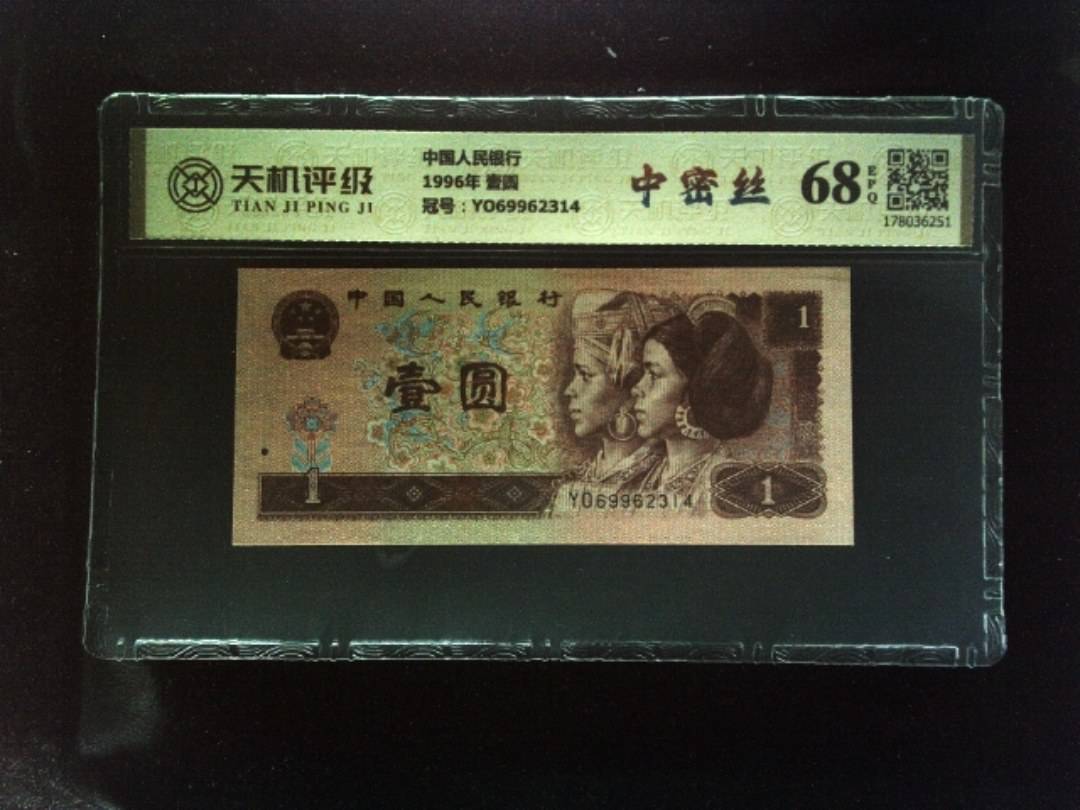 天机评级
TIAN JI PING JI
中国人民银行
1996年 壹圆
冠号：YO69962314
中密丝
68
EPQ
178036251
中国人民银行
1
壹圆
1
YO69962314
1